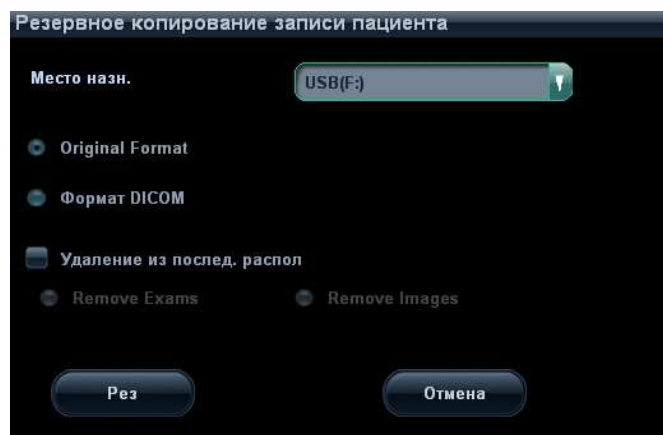 Резервное копирование записи пациента
Место назн.
USB(F:)
Original Format
Формат DICOM
Удаление из послед. распол
Remove Exams
Remove Images
Рез
Отмена